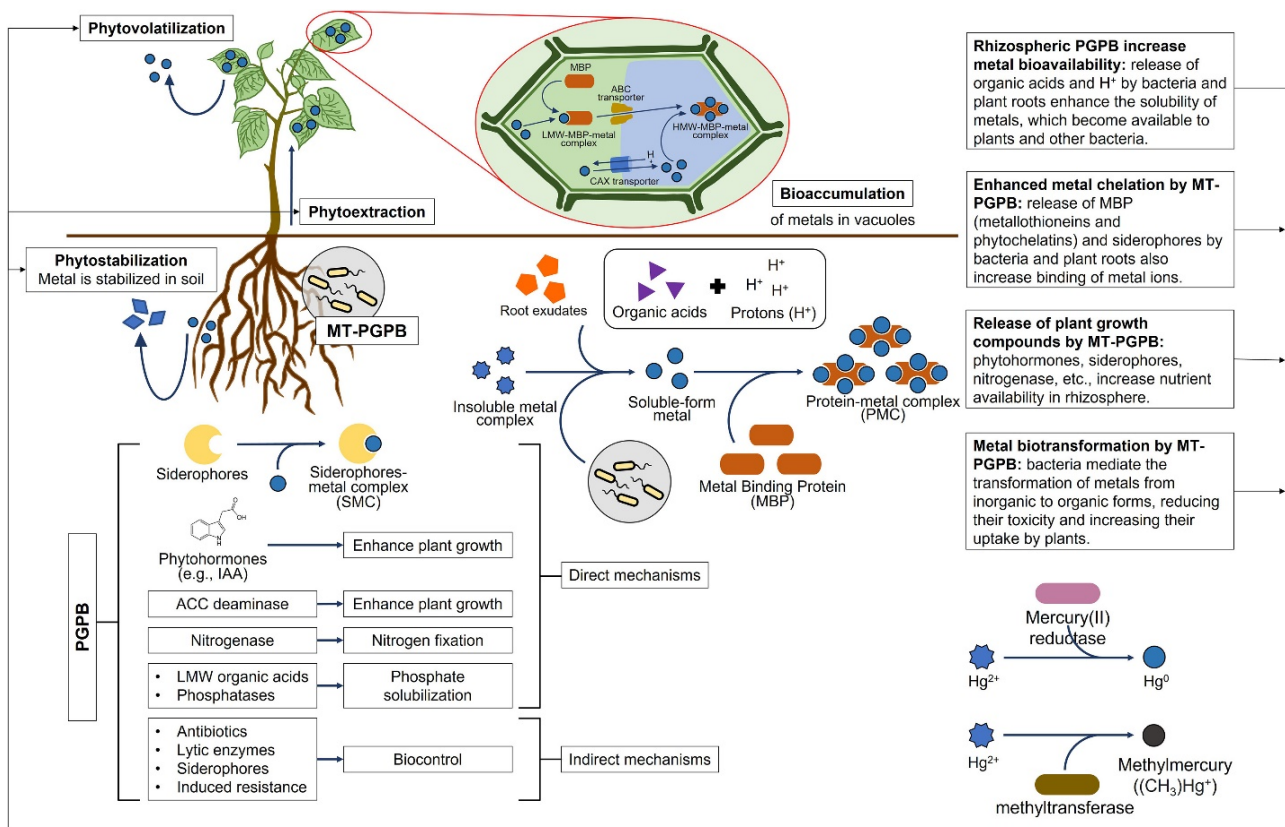 Phytovolatilization
MBP
ABC
transporter
LMW-MBP-metal
complex
HMW-MBP-metal
complex
H
CAX transporter
Bioaccumulation
of metals in vacuoles
Phytoextraction
Phytostabilization
Metal is stabilized in soil
MT-PGPB
Root exudates
Organic acids
H⁺
H⁺
H⁺
H⁺
Protons (H⁺)
Insoluble metal
complex
Soluble-form
metal
Protein-metal complex
(PMC)
Metal Binding Protein
(MBP)
Rhizospheric PGPB increase
metal bioavailability: release of
organic acids and H⁺ by bacteria and
plant roots enhance the solubility of
metals, which become available to
plants and other bacteria.
Enhanced metal chelation by MT-
PGPB: release of MBP
(metallothioneins and
phytochelatins) and siderophores by
bacteria and plant roots also
increase binding of metal ions.
Release of plant growth
compounds by MT-PGPB:
phytohormones, siderophores,
nitrogenase, etc., increase nutrient
availability in rhizosphere.
Metal biotransformation by MT-
PGPB: bacteria mediate the
transformation of metals from
inorganic to organic forms, reducing
their toxicity and increasing their
uptake by plants.
PGPB
Siderophores
Siderophores-
metal complex
(SMC)
O
OH
N
H
Phytohormones
(e.g., IAA)
Enhance plant growth
ACC deaminase
Enhance plant growth
Nitrogenase
Nitrogen fixation
• LMW organic acids
• Phosphatases
Phosphate
solubilization
Direct mechanisms
• Antibiotics
• Lytic enzymes
• Siderophores
• Induced resistance
Biocontrol
Indirect mechanisms
Mercury(II)
reductase
Hg²⁺
Hg⁰
Hg²⁺
Methylmercury
((CH₃)Hg⁺)
methyltransferase